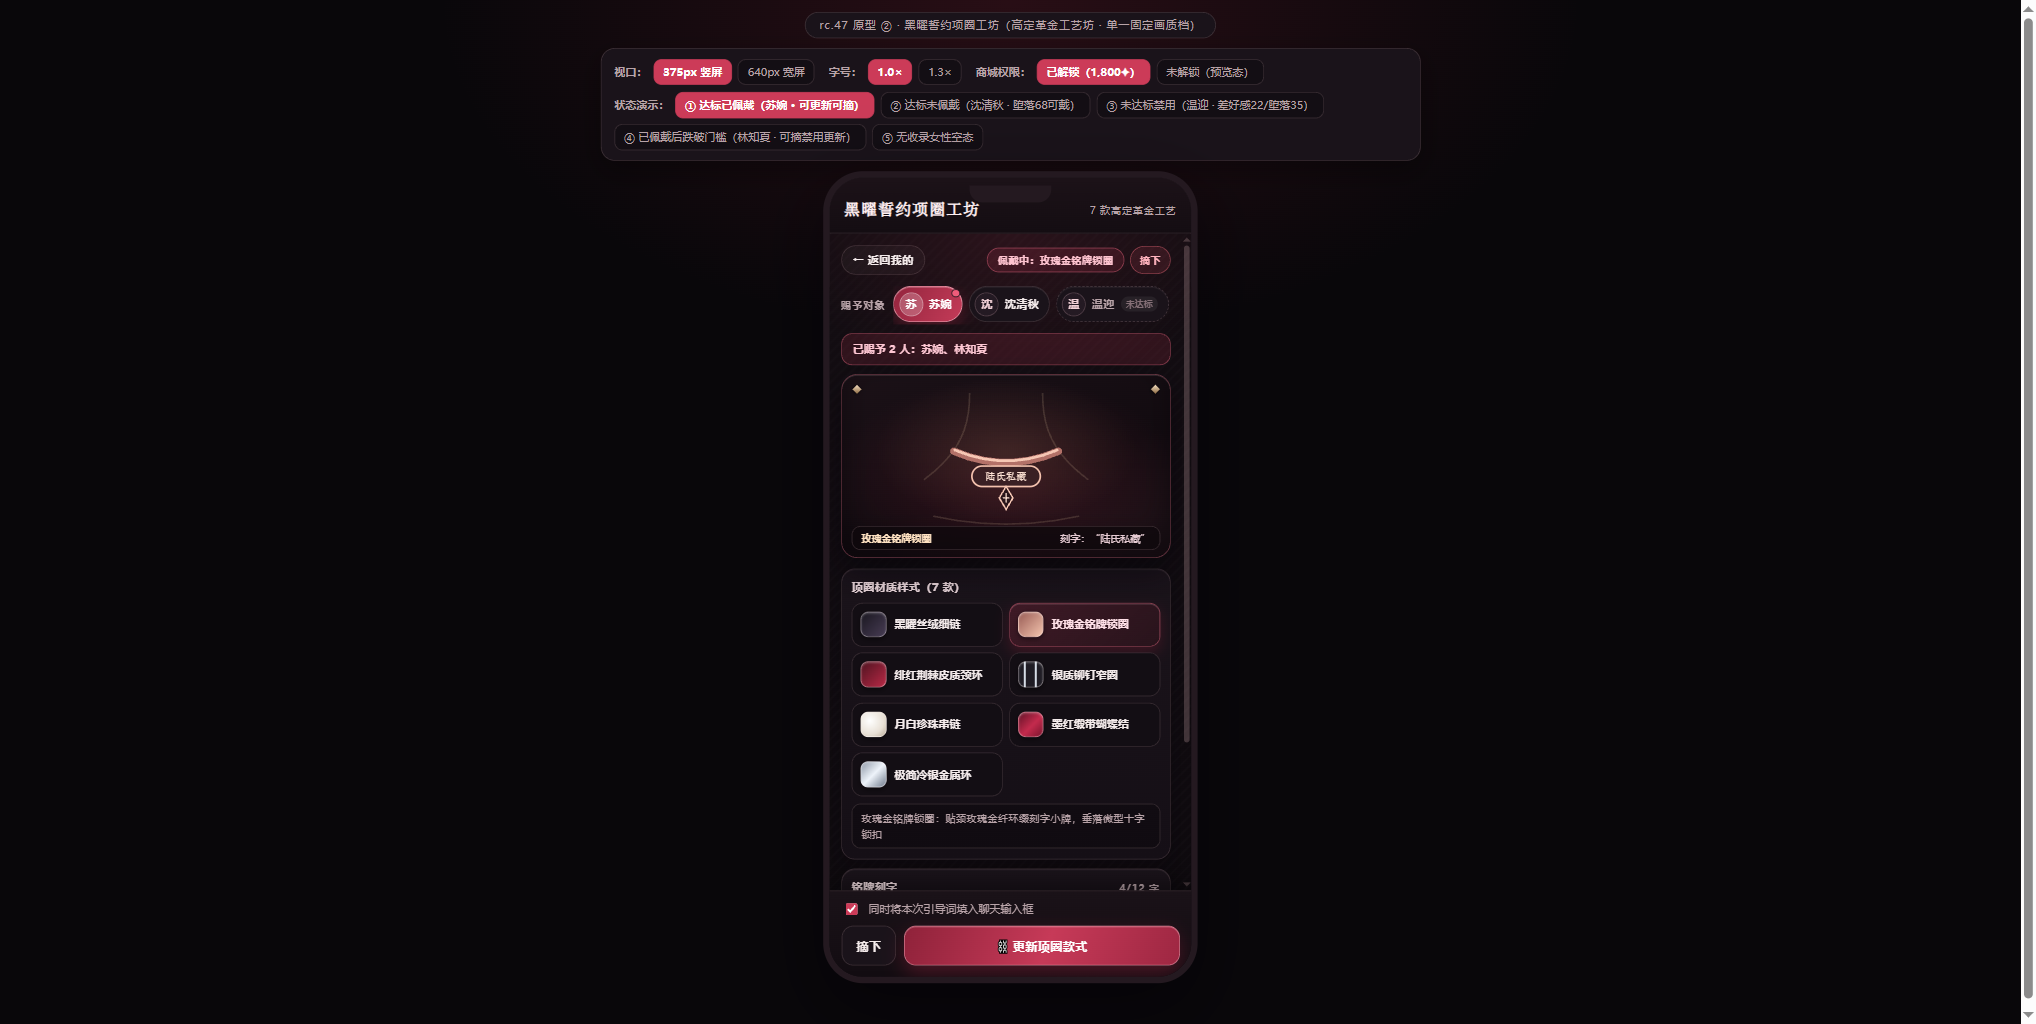 rc.47 原型 ② · 黑曜誓约项圈工坊（高定革金工艺坊 · 单一固定画质档）
视口： 375px 竖屏 640px 宽屏 字号： 1.0× 1.3× 商城权限： 已解锁（1,800✦） 未解锁（预览态）
状态演示： ① 达标已佩戴（苏婉 · 可更新可摘） ② 达标未佩戴（沈清秋 · 堕落68可戴） ③ 未达标禁用（温迎 · 差好感22/堕落35）
④ 已佩戴后跌破门槛（林知夏 · 可摘禁用更新） ⑤ 无收录女性空态
黑曜誓约项圈工坊 7 款高定革金工艺
← 返回我的 佩戴中：玫瑰金铭牌锁圈 摘下
赐予对象 苏 苏婉 沈 沈清秋 温 温迎 未达标
已赐予 2 人：苏婉、林知夏
陆氏私藏
玫瑰金铭牌锁圈 刻字：“陆氏私藏”
项圈材质样式（7 款）
黑曜丝绒细链 玫瑰金铭牌锁圈
绯红荆棘皮质颈环 银质铆钉窄圈
月白珍珠串链 墨红缎带蝴蝶结
极简冷银金属环
玫瑰金铭牌锁圈：贴颈玫瑰金纤环缀刻字小牌，垂落微型十字
锁扣
铭牌刻字 4/12 字
同时将本次引导词填入聊天输入框
摘下 更新项圈款式